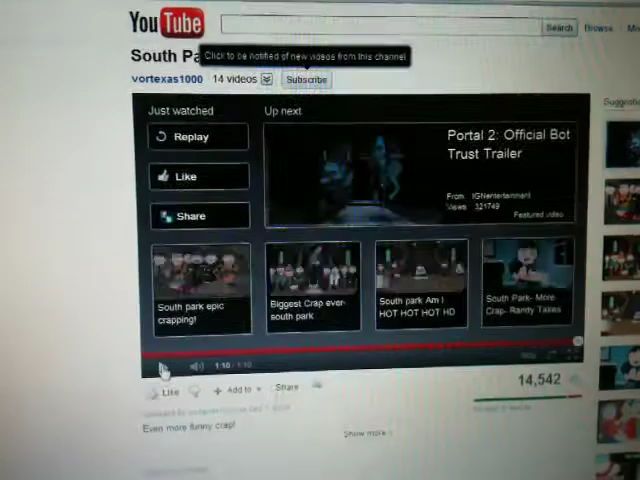 YouTube
Search
Browse
South Pa
Click to be notified of new videos from this channel
vortexas1000 14 videos Subscribe
Suggestio
Just watched
Up next
Replay
Like
Share
Portal 2: Official Bot
Trust Trailer
From: IGNentertainment
Views: 321749
Featured video
South park epic
crapping!
Biggest Crap ever-
south park
South park Am I
HOT HOT HOT HD
South Park- More
Crap- Randy Takes
1:10 / 1:10
Like
Add to
Share
14,542
Even more funny crap!
Show more